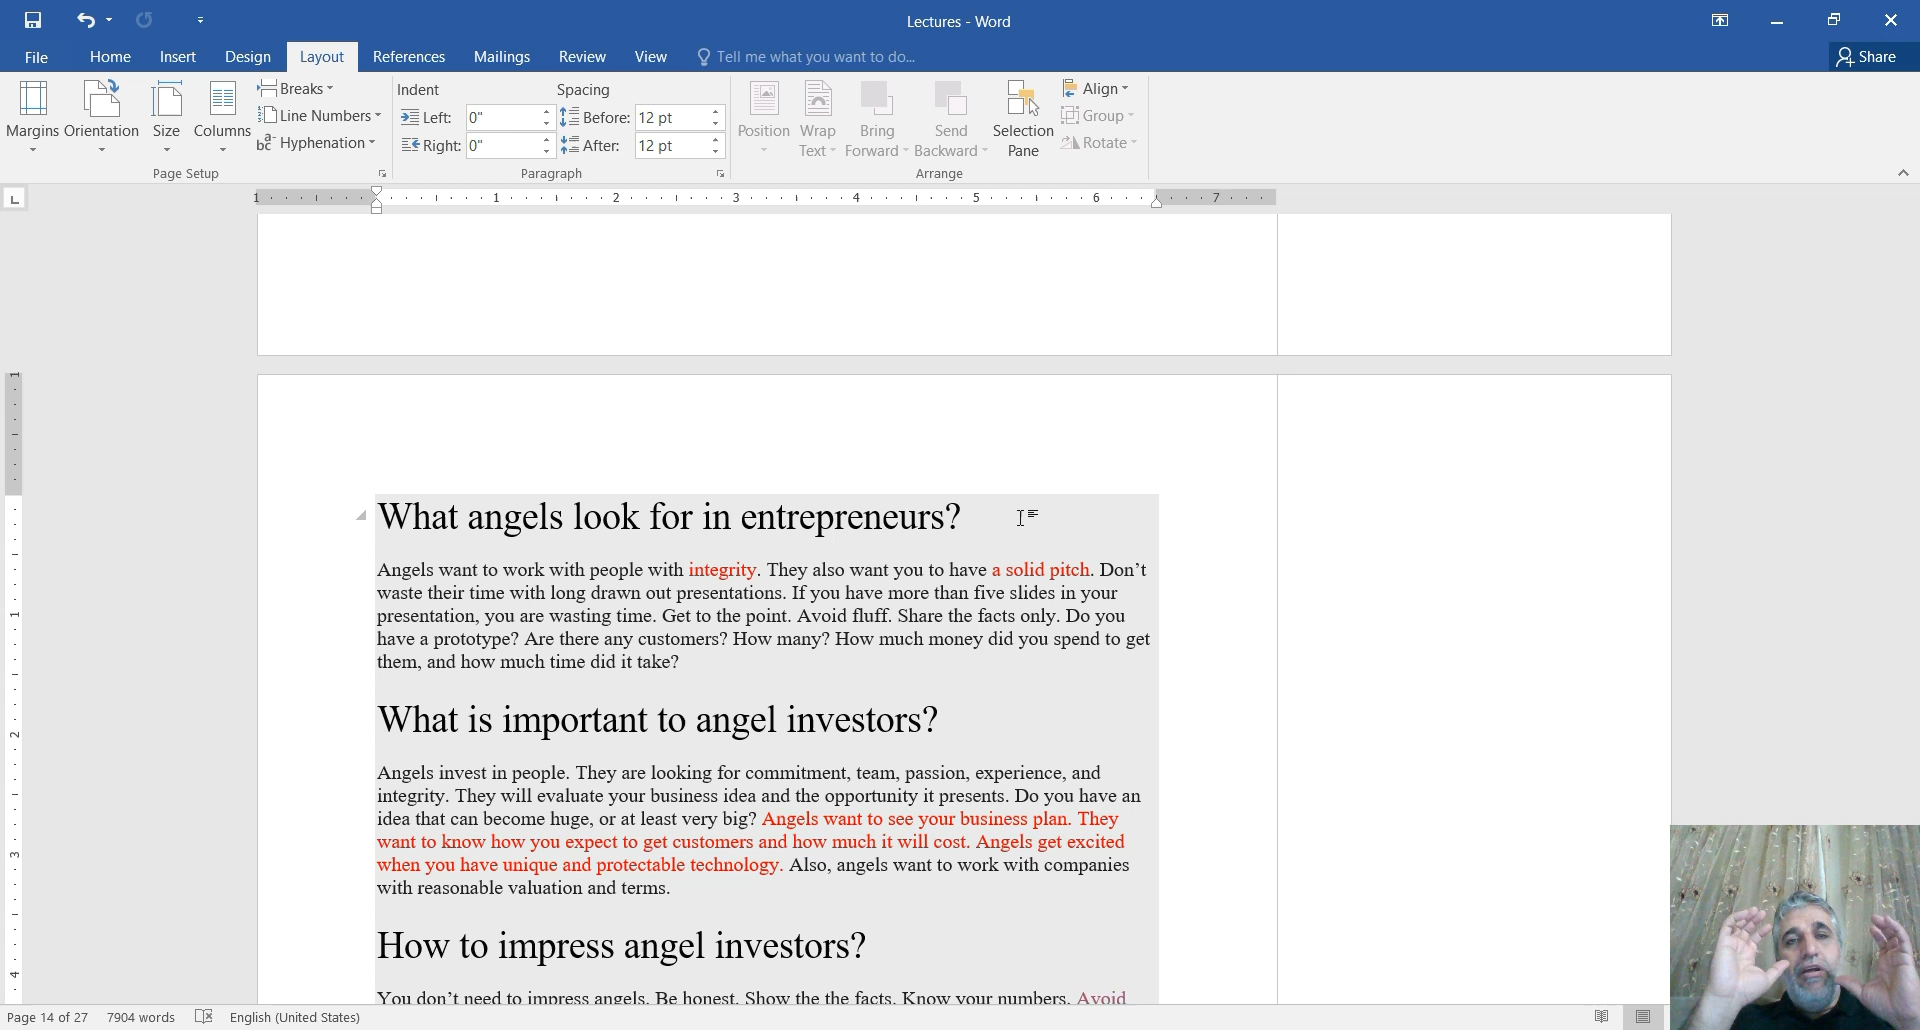 Lectures - Word
File Home Insert Design Layout References Mailings Review View Tell me what you want to do... Share
Margins Orientation Size Columns Breaks Line Numbers Hyphenation
Page Setup
Indent Spacing
Left: 0" Before: 12 pt
Right: 0" After: 12 pt
Paragraph
Position Wrap Text Bring Forward Send Backward Selection Pane Align Group Rotate
Arrange
1 1 2 3 4 5 6 7
What angels look for in entrepreneurs?
Angels want to work with people with integrity. They also want you to have a solid pitch. Don’t
waste their time with long drawn out presentations. If you have more than five slides in your
presentation, you are wasting time. Get to the point. Avoid fluff. Share the facts only. Do you
have a prototype? Are there any customers? How many? How much money did you spend to get
them, and how much time did it take?
What is important to angel investors?
Angels invest in people. They are looking for commitment, team, passion, experience, and
integrity. They will evaluate your business idea and the opportunity it presents. Do you have an
idea that can become huge, or at least very big? Angels want to see your business plan. They
want to know how you expect to get customers and how much it will cost. Angels get excited
when you have unique and protectable technology. Also, angels want to work with companies
with reasonable valuation and terms.
How to impress angel investors?
You don’t need to impress angels. Be honest. Show the the facts. Know your numbers. Avoid
1
1
2
3
4
Page 14 of 27 7904 words English (United States)